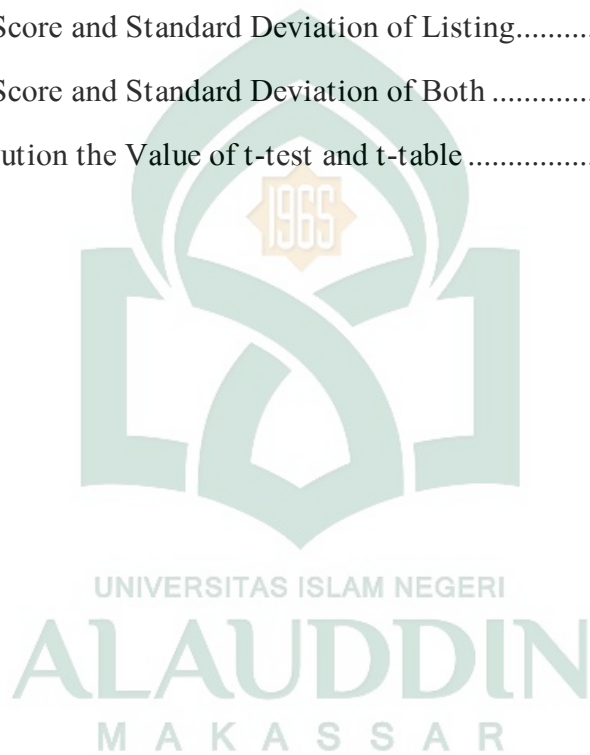 Score and Standard Deviation of Listing..........
Score and Standard Deviation of Both .............
ution the Value of t-test and t-table ................
1965
UNIVERSITAS ISLAM NEGERI
ALAUDDIN
MAKASSAR